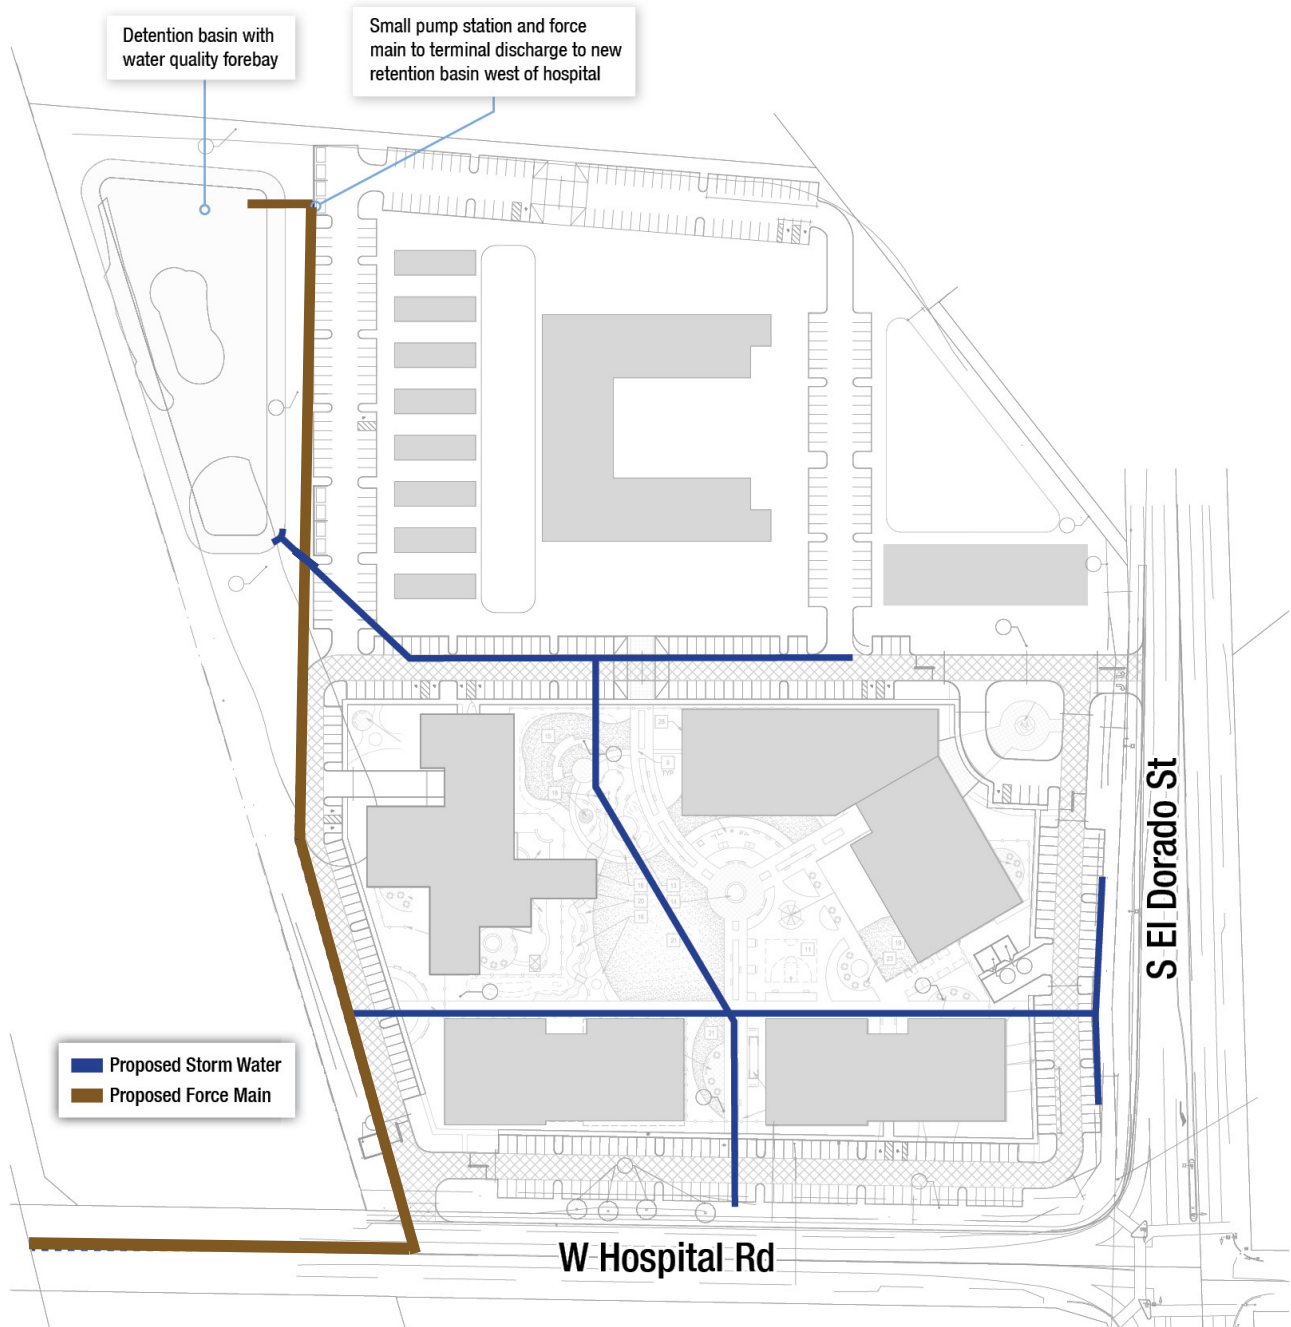 Detention basin with
water quality forebay
Small pump station and force
main to terminal discharge to new
retention basin west of hospital
S El Dorado St
Proposed Storm Water
Proposed Force Main
W Hospital Rd